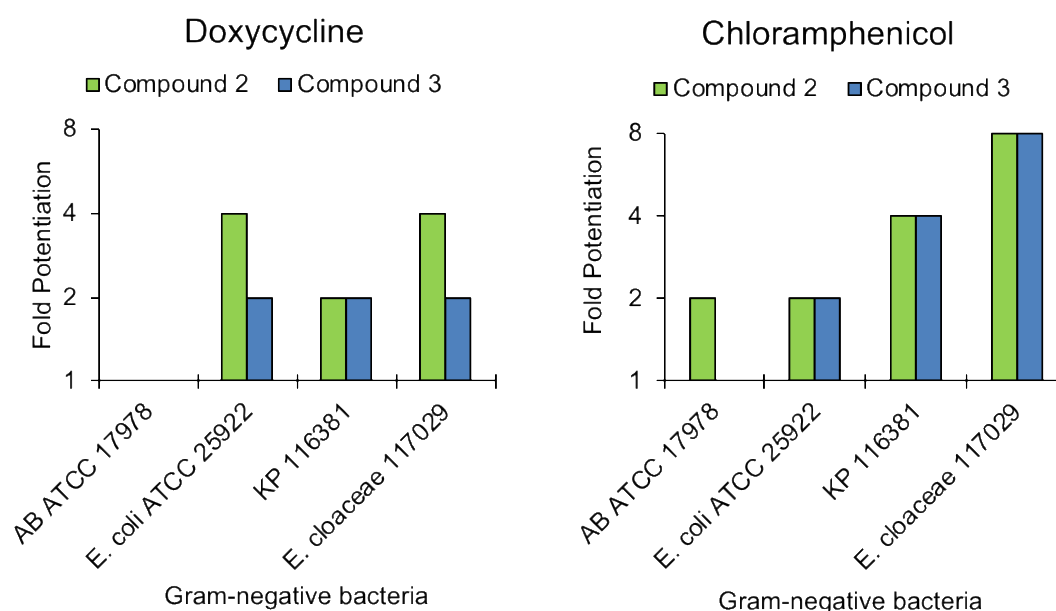 Doxycycline
Compound 2 Compound 3
Fold Potentiation
8
4
2
1
AB ATCC 17978
E. coli ATCC 25922
KP 116381
E. cloaceae 117029
Gram-negative bacteria
Chloramphenicol
Compound 2 Compound 3
Fold Potentiation
8
4
2
1
AB ATCC 17978
E. coli ATCC 25922
KP 116381
E. cloaceae 117029
Gram-negative bacteria